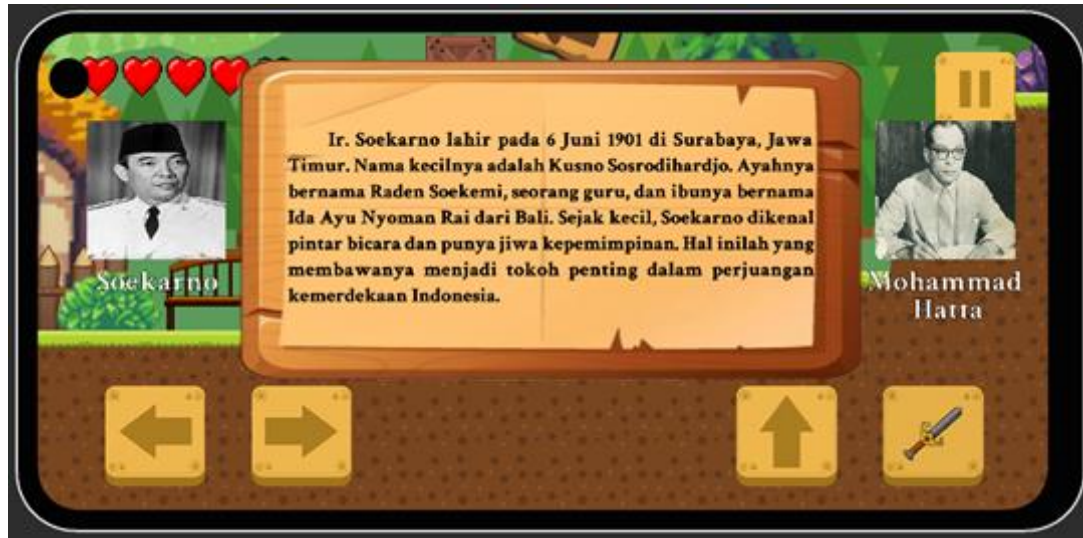 Ir. Soekarno lahir pada 6 Juni 1901 di Surabaya, Jawa
Timur. Nama kecilnya adalah Kusno Sosrodihardjo. Ayahnya
bernama Raden Soekemi, seorang guru, dan ibunya bernama
Ida Ayu Nyoman Rai dari Bali. Sejak kecil, Soekarno dikenal
pintar bicara dan punya jiwa kepemimpinan. Hal inilah yang
membawanya menjadi tokoh penting dalam perjuangan
kemerdekaan Indonesia.
Soekarno
Mohammad
Hatta